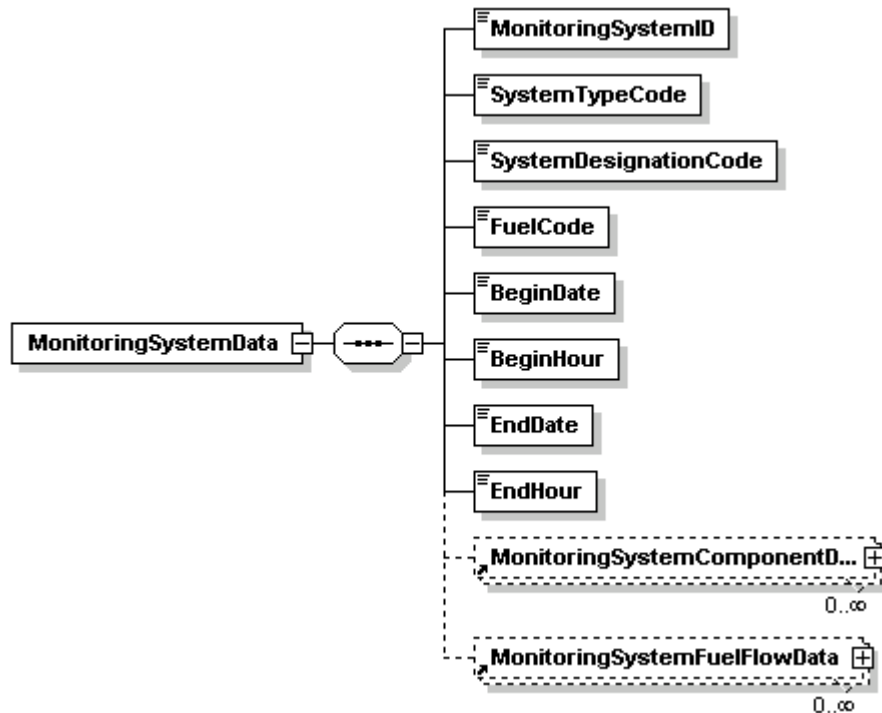 MonitoringSystemID
SystemTypeCode
SystemDesignationCode
FuelCode
BeginDate
MonitoringSystemData
BeginHour
EndDate
EndHour
MonitoringSystemComponentD...
0..∞
MonitoringSystemFuelFlowData
0..∞